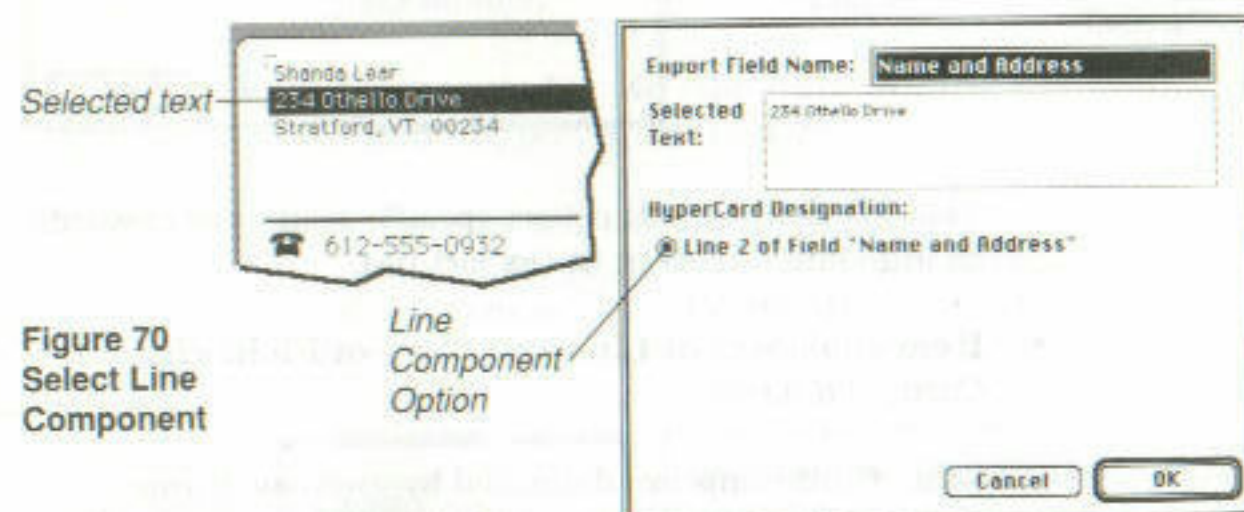 Shanda Lear
Selected text
234 Othello Drive
Stratford, VT 00234
612-555-0932
Export Field Name: Name and Address
Selected Text:
234 Othello Drive
HyperCard Designation:
Line 2 of Field "Name and Address"
Line
Component
Option
Figure 70
Select Line
Component
Cancel
OK